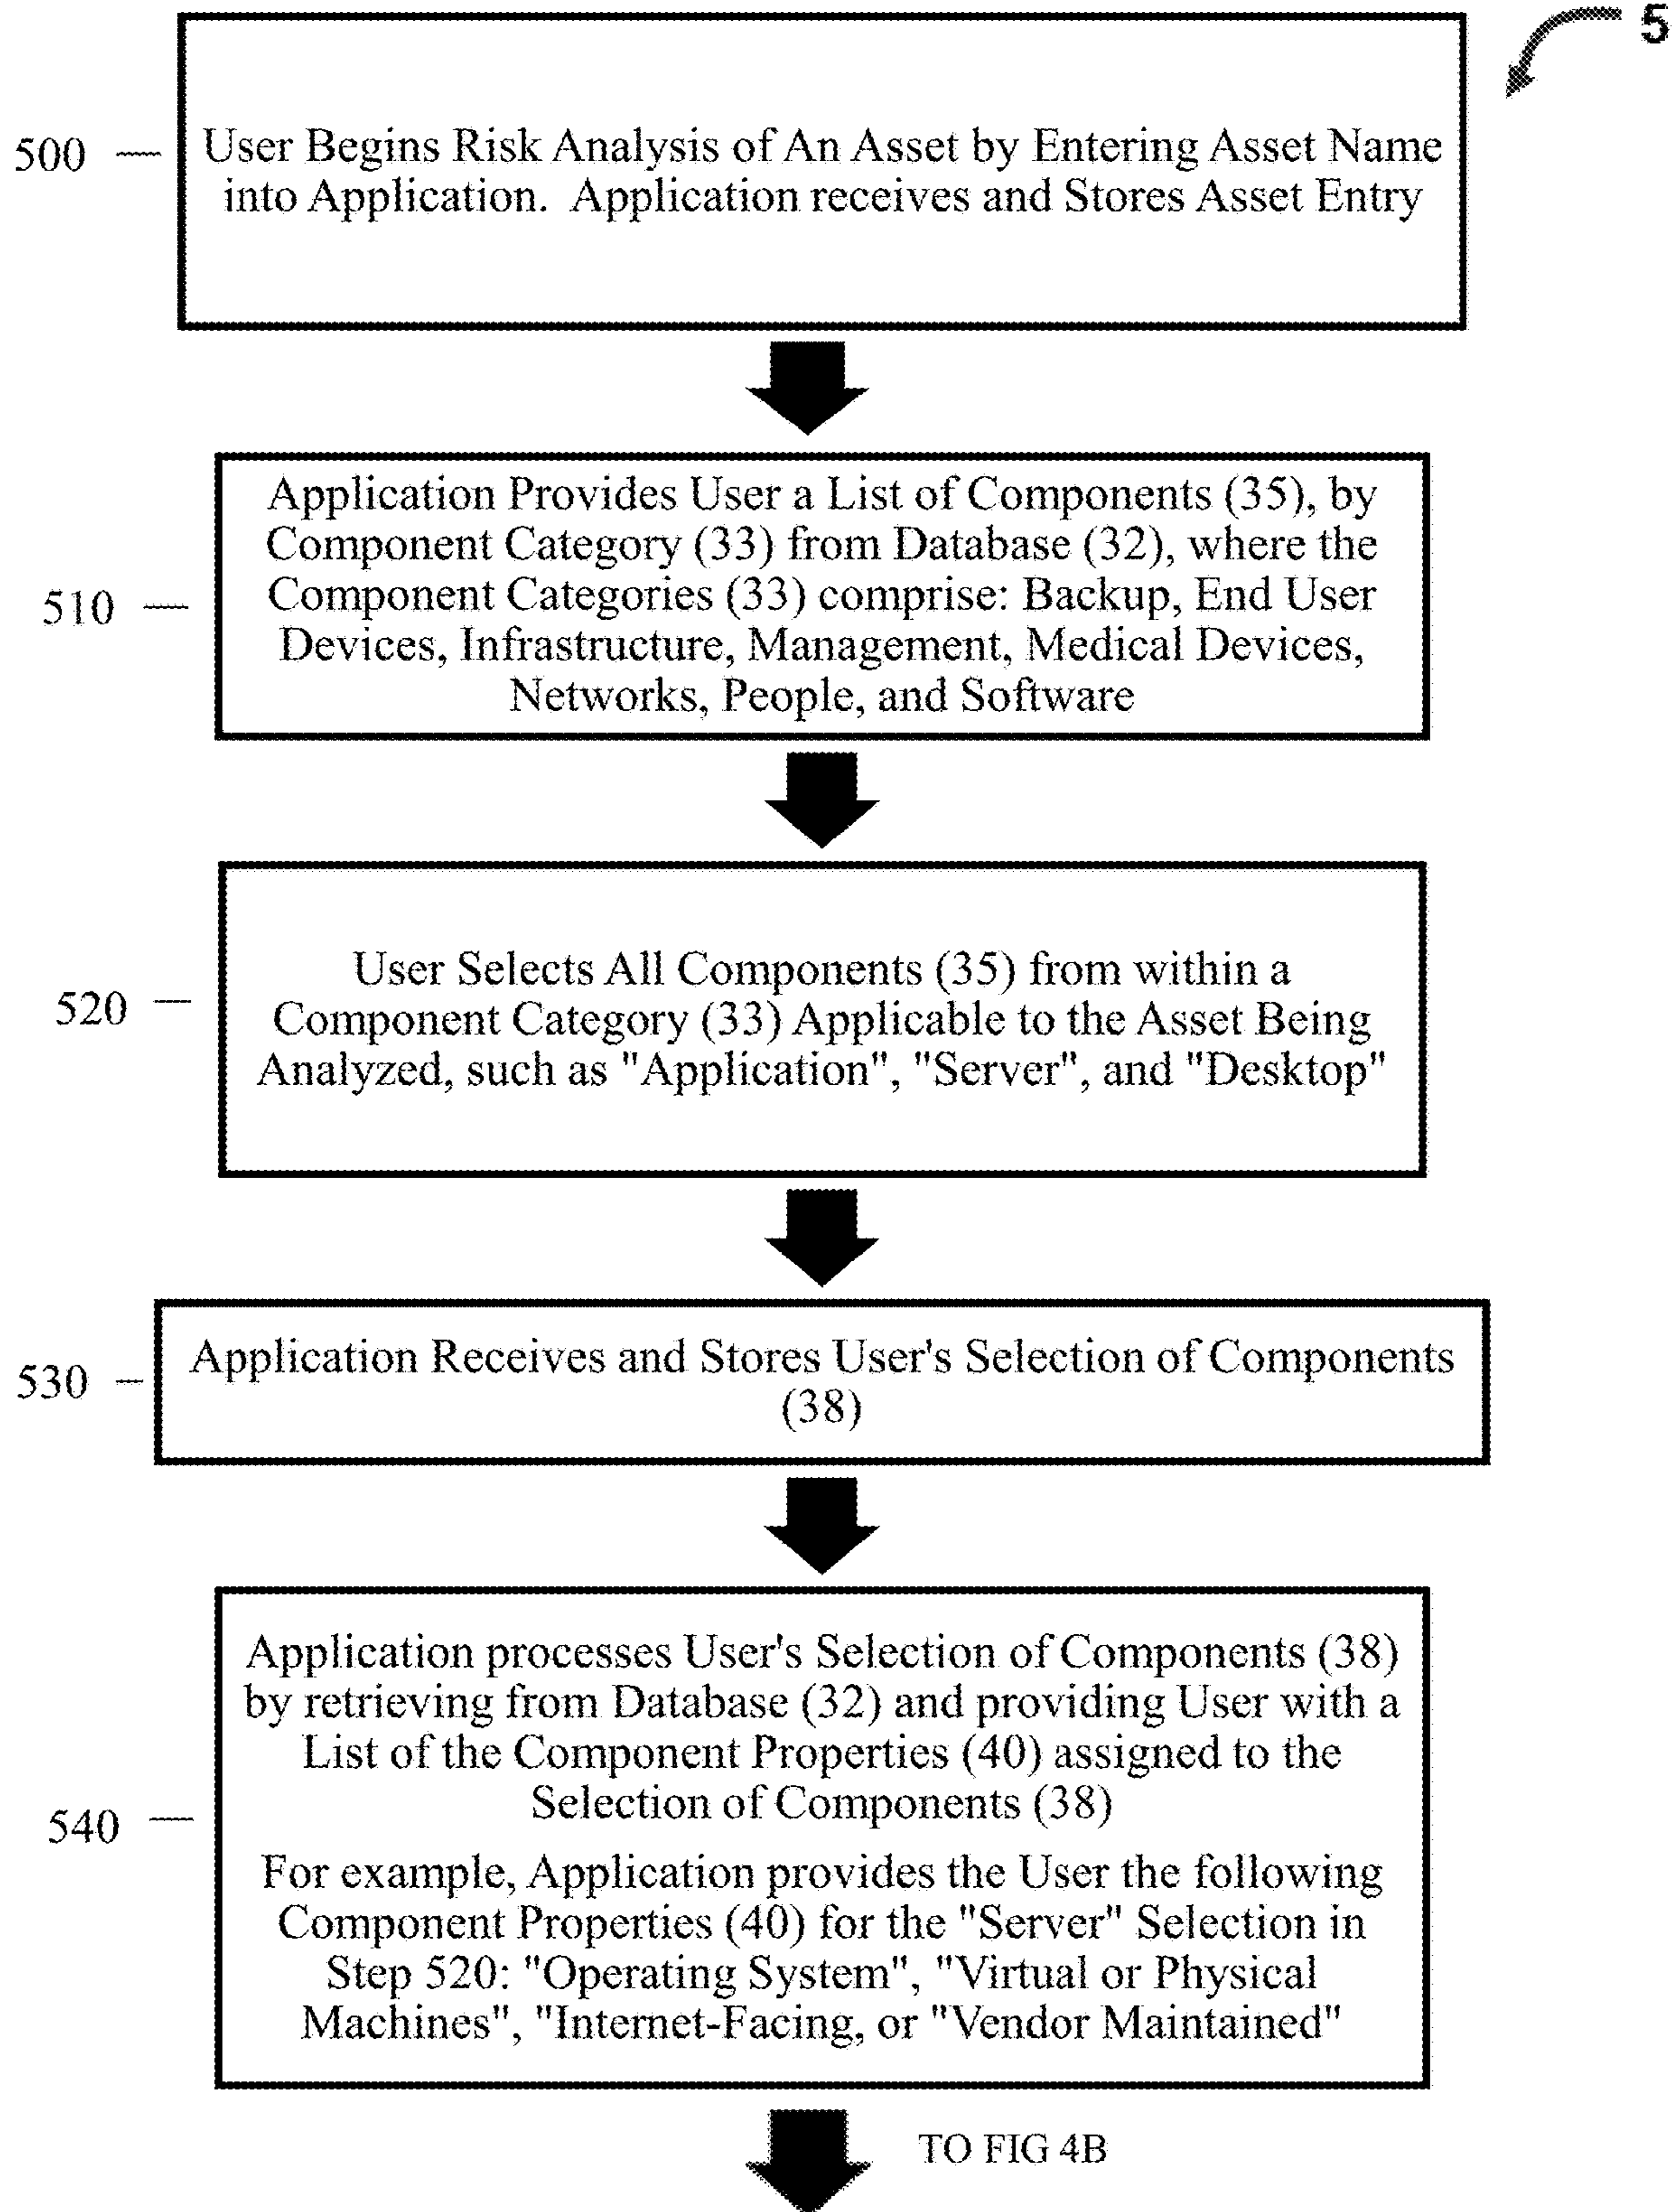 5
500
User Begins Risk Analysis of An Asset by Entering Asset Name
into Application.  Application receives and Stores Asset Entry
510
Application Provides User a List of Components (35), by
Component Category (33) from Database (32), where the
Component Categories (33) comprise: Backup, End User
Devices, Infrastructure, Management, Medical Devices,
Networks, People, and Software
520
User Selects All Components (35) from within a
Component Category (33) Applicable to the Asset Being
Analyzed, such as "Application", "Server", and "Desktop"
530
Application Receives and Stores User's Selection of Components
(38)
540
Application processes User's Selection of Components (38)
by retrieving from Database (32) and providing User with a
List of the Component Properties (40) assigned to the
Selection of Components (38)
For example, Application provides the User the following
Component Properties (40) for the "Server" Selection in
Step 520: "Operating System", "Virtual or Physical
Machines", "Internet-Facing, or "Vendor Maintained"
TO FIG 4B